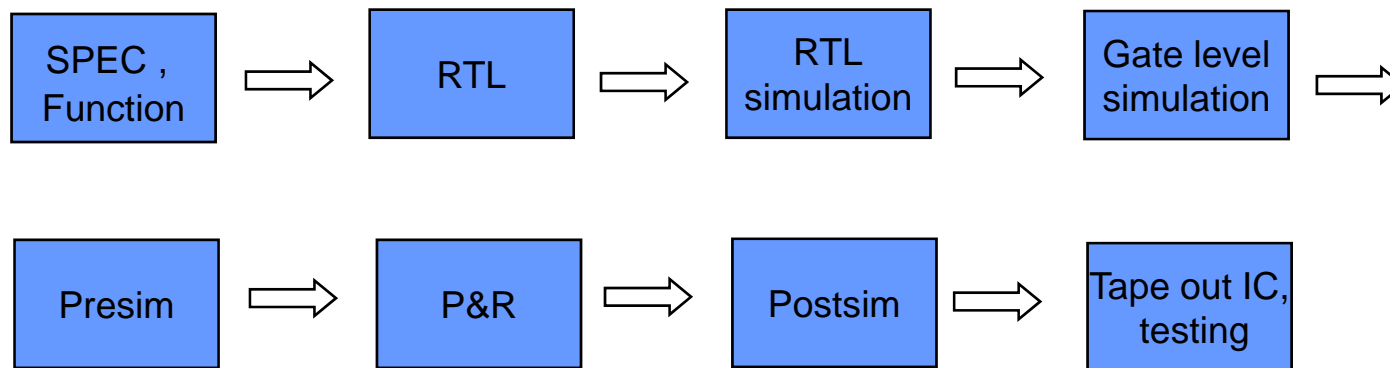 SPEC ,
Function
RTL
RTL
simulation
Gate level
simulation
Presim
P&R
Postsim
Tape out IC,
testing